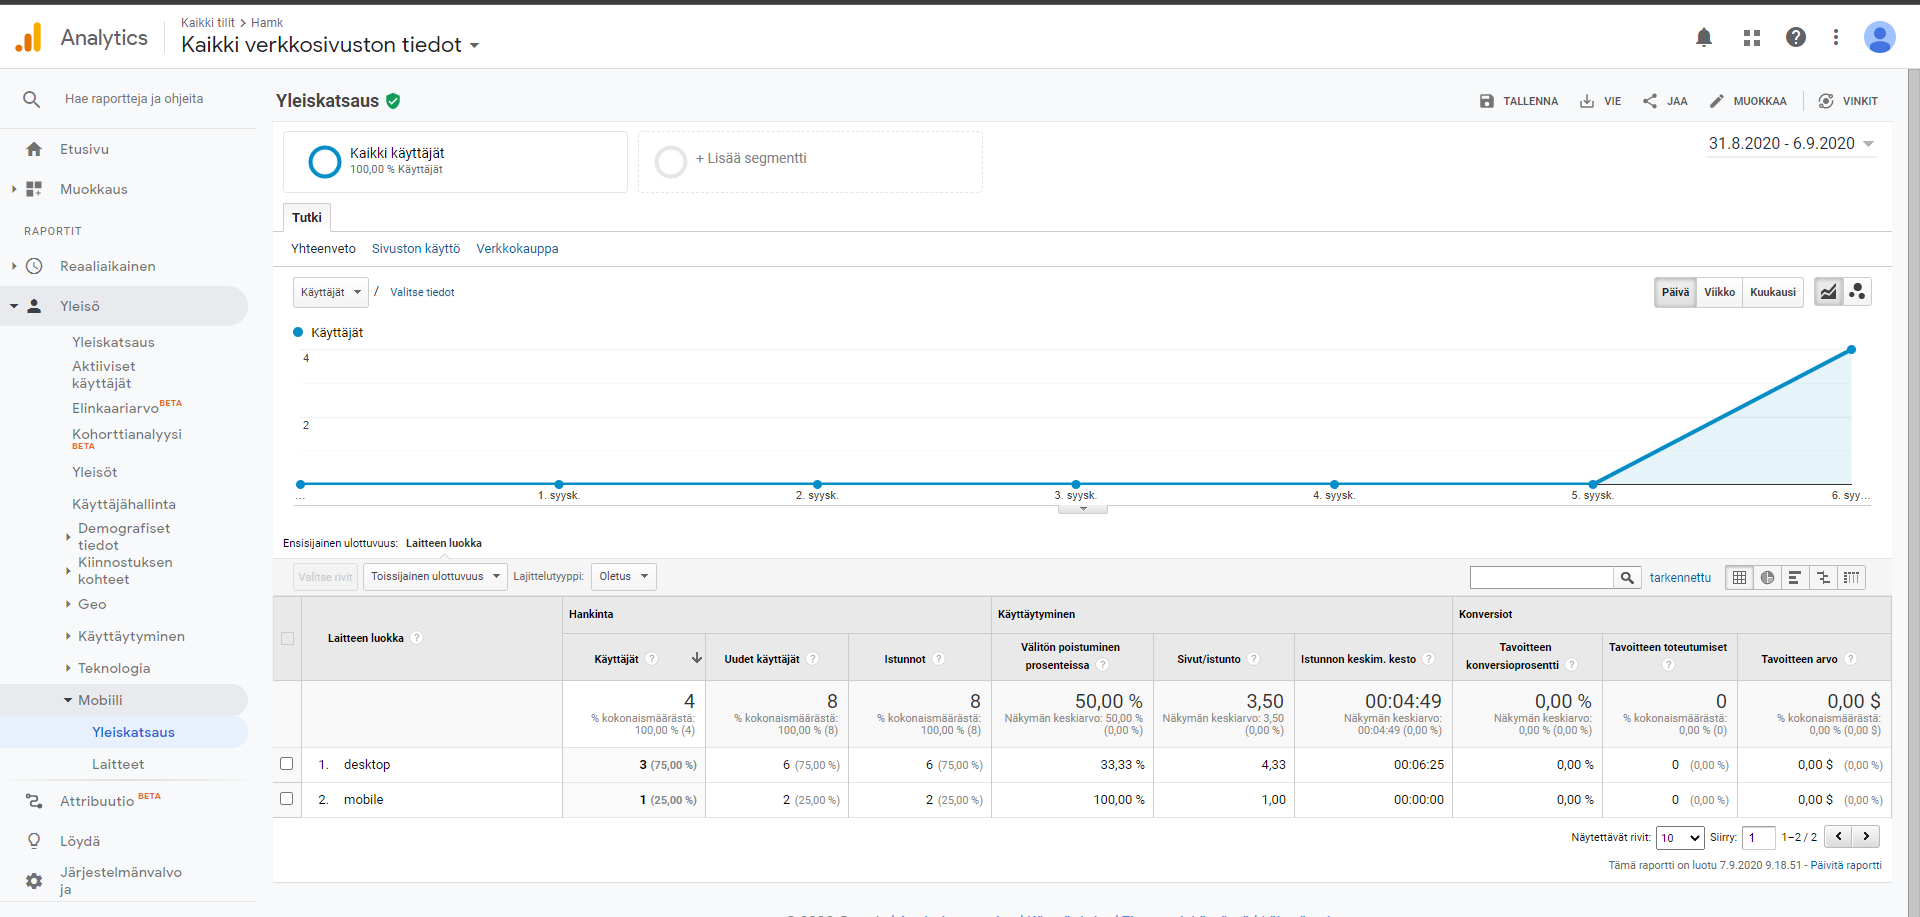 Kaikki tilit > Hamk
Analytics
Kaikki verkkosivuston tiedot
Hae raportteja ja ohjeita
Etusivu
Muokkaus
RAPORTIT
Reaaliaikainen
Yleisö
Yleiskatsaus
Aktiiviset
käyttäjät
Elinkaariarvo BETA
Kohorttianalyysi
BETA
Yleisöt
Käyttäjähallinta
Demografiset
tiedot
Kiinnostuksen
kohteet
Geo
Käyttäytyminen
Teknologia
Mobiili
Yleiskatsaus
Laitteet
Attribuutio BETA
Löydä
Järjestelmänvalvo
ja
Yleiskatsaus
TALLENNA VIE JAA MUOKKAA VINKIT
Kaikki käyttäjät
100,00 % Käyttäjät
+ Lisää segmentti
31.8.2020 - 6.9.2020
Tutki
Yhteenveto Sivuston käyttö Verkkokauppa
Käyttäjät / Valitse tiedot
Päivä Viikko Kuukausi
Käyttäjät
4
2
... 1. syysk. 2. syysk. 3. syysk. 4. syysk. 5. syysk. 6. syy...
Ensisijainen ulottuvuus: Laitteen luokka
Valitse rivit Toissijainen ulottuvuus Lajittelutyyppi: Oletus tarkennettu
Laitteen luokka ?
Hankinta Käyttäytyminen Konversiot
Käyttäjät ? Uudet käyttäjät ? Istunnot ? Välitön poistuminen prosenteissa ? Sivut/istunto ? Istunnon keskim. kesto ? Tavoitteen konversioprosentti ? Tavoitteen toteutumiset ? Tavoitteen arvo ?
4 8 8 50,00 % 3,50 00:04:49 0,00 % 0 0,00 $
% kokonaismäärästä: % kokonaismäärästä: % kokonaismäärästä: Näkymän keskiarvo: 50,00 % Näkymän keskiarvo: 3,50 Näkymän keskiarvo: Näkymän keskiarvo: % kokonaismäärästä: % kokonaismäärästä:
100,00 % (4) 100,00 % (8) 100,00 % (8) (0,00 %) (0,00 %) 00:04:49 (0,00 %) 0,00 % (0,00 %) 0,00 % (0) 0,00 % (0,00 $)
1. desktop 3 (75,00 %) 6 (75,00 %) 6 (75,00 %) 33,33 % 4,33 00:06:25 0,00 % 0 (0,00 %) 0,00 $ (0,00 %)
2. mobile 1 (25,00 %) 2 (25,00 %) 2 (25,00 %) 100,00 % 1,00 00:00:00 0,00 % 0 (0,00 %) 0,00 $ (0,00 %)
Näytettävät rivit: 10 Siirry: 1 1–2 / 2
Tämä raportti on luotu 7.9.2020 9.18.51 - Päivitä raportti